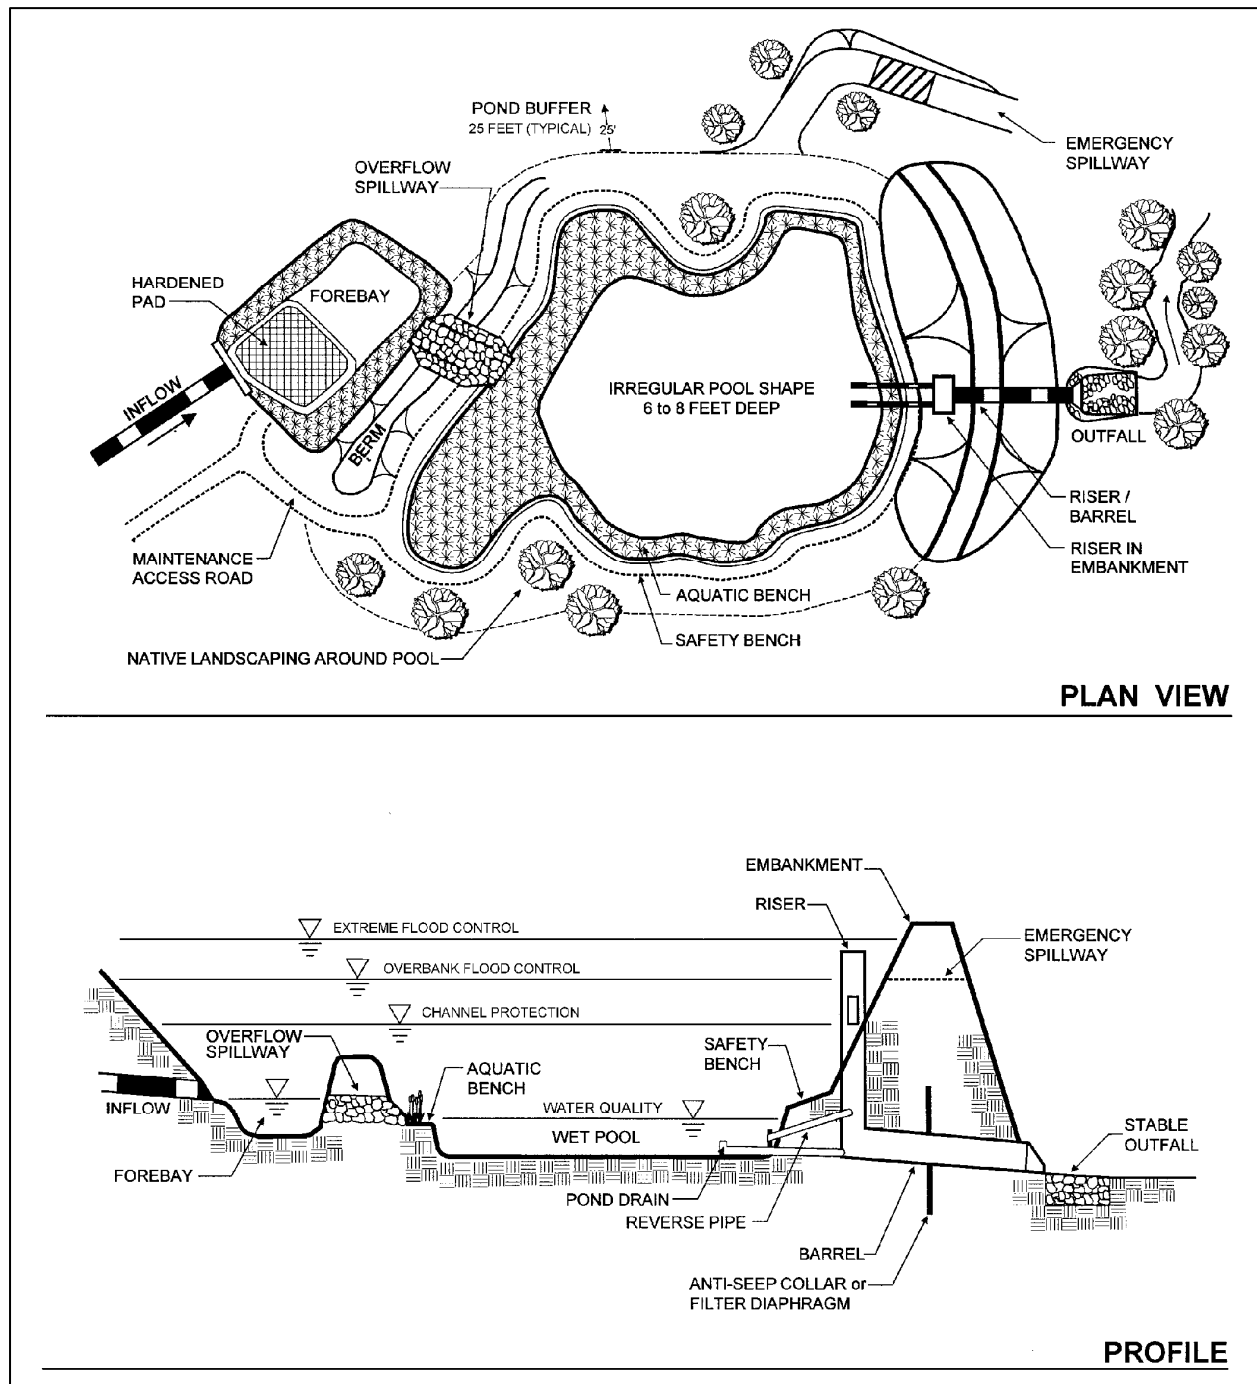 POND BUFFER
25 FEET (TYPICAL) 25'
EMERGENCY
SPILLWAY
OVERFLOW
SPILLWAY
HARDENED
PAD
FOREBAY
INFLOW
BERM
IRREGULAR POOL SHAPE
6 to 8 FEET DEEP
OUTFALL
RISER /
BARREL
RISER IN
EMBANKMENT
MAINTENANCE
ACCESS ROAD
AQUATIC BENCH
SAFETY BENCH
NATIVE LANDSCAPING AROUND POOL
PLAN VIEW
EMBANKMENT
RISER
EXTREME FLOOD CONTROL
EMERGENCY
SPILLWAY
OVERBANK FLOOD CONTROL
CHANNEL PROTECTION
OVERFLOW
SPILLWAY
SAFETY
BENCH
AQUATIC
BENCH
INFLOW
WATER QUALITY
WET POOL
STABLE
OUTFALL
FOREBAY
POND DRAIN
REVERSE PIPE
BARREL
ANTI-SEEP COLLAR or
FILTER DIAPHRAGM
PROFILE